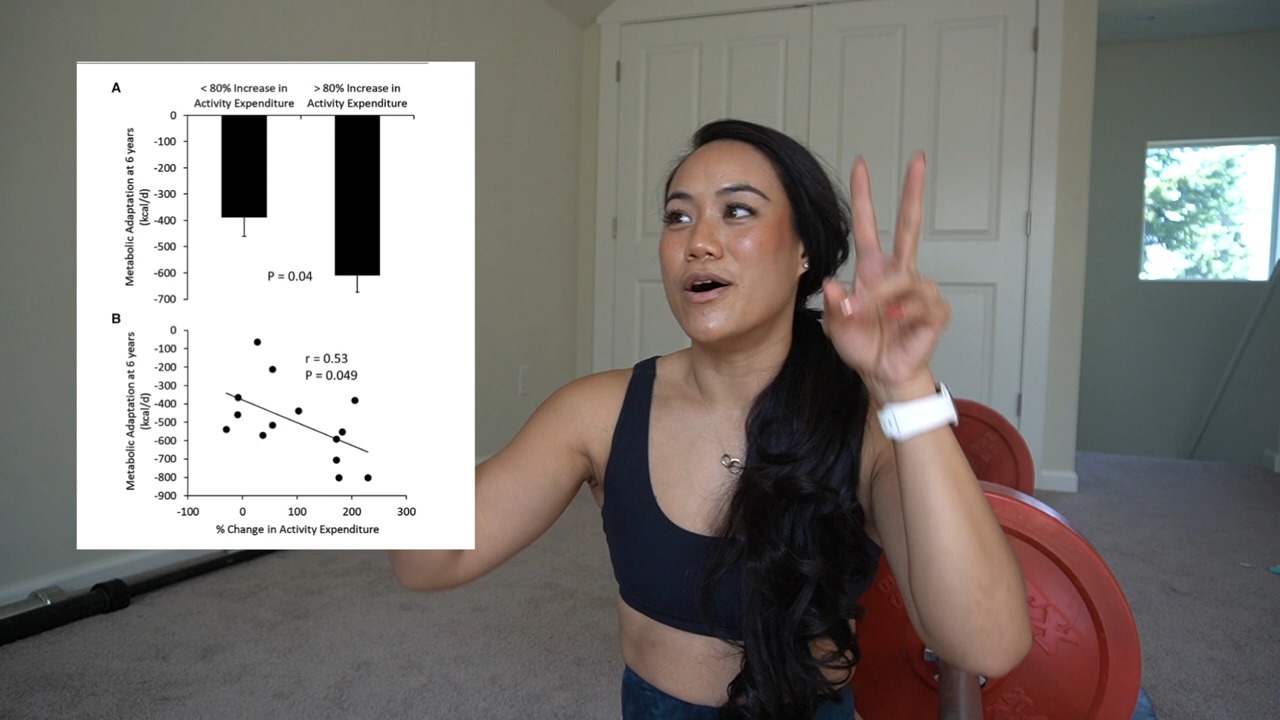 A
< 80% Increase in
Activity Expenditure
> 80% Increase in
Activity Expenditure
Metabolic Adaptation at 6 years
(kcal/d)
0
-100
-200
-300
-400
-500
-600
-700
P = 0.04
B
Metabolic Adaptation at 6 years
(kcal/d)
0
-100
-200
-300
-400
-500
-600
-700
-800
-900
r = 0.53
P = 0.049
-100
0
100
200
300
% Change in Activity Expenditure